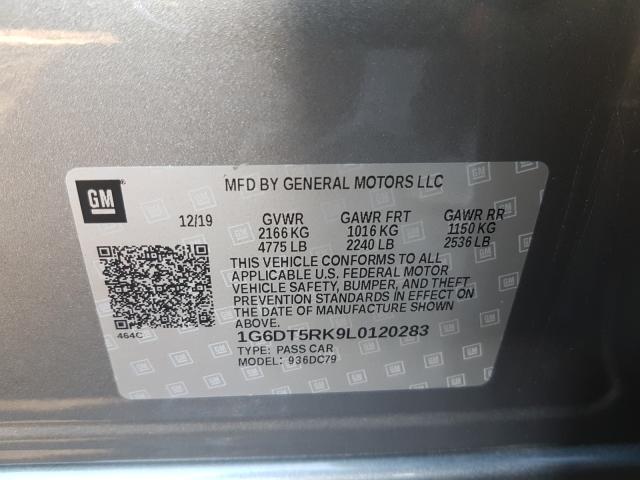 GM
MFD BY GENERAL MOTORS LLC
12/19 GVWR GAWR FRT GAWR RR
2166 KG 1016 KG 1150 KG
4775 LB 2240 LB 2536 LB
THIS VEHICLE CONFORMS TO ALL
APPLICABLE U.S. FEDERAL MOTOR
VEHICLE SAFETY, BUMPER, AND THEFT
PREVENTION STANDARDS IN EFFECT ON
THE DATE OF MANUFACTURE SHOWN
ABOVE.
464C
1G6DT5RK9L0120283
TYPE: PASS CAR
MODEL: 936DC79